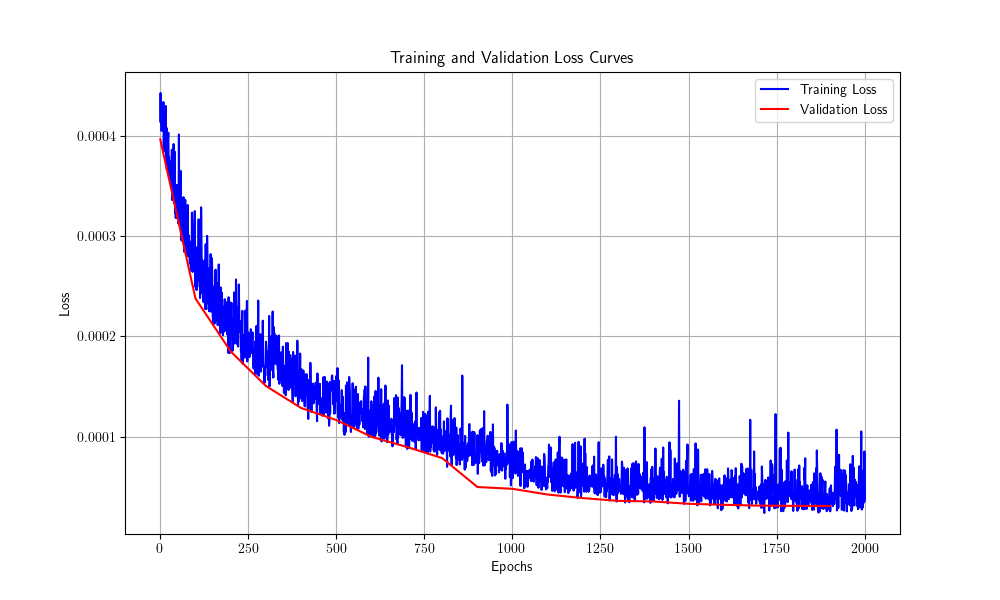 Training and Validation Loss Curves
Training Loss
Validation Loss
0.0004
0.0003
0.0002
0.0001
Loss
0 250 500 750 1000 1250 1500 1750 2000
Epochs